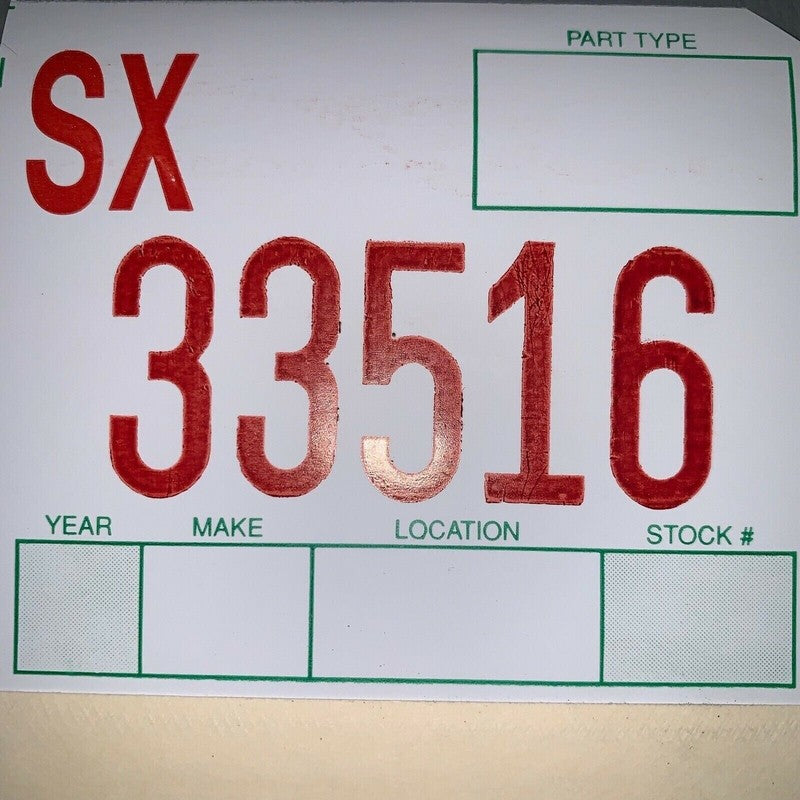 PART TYPE
SX
33516
YEAR MAKE LOCATION STOCK #